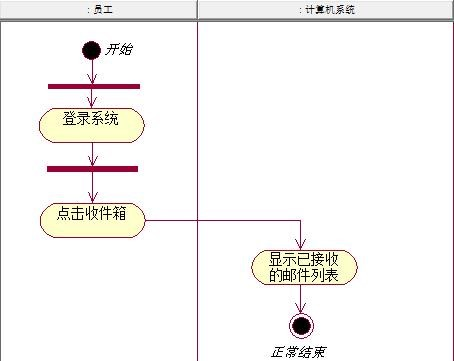 : 员工
: 计算机系统
开始
登录系统
点击收件箱
显示已接收
的邮件列表
正常结束